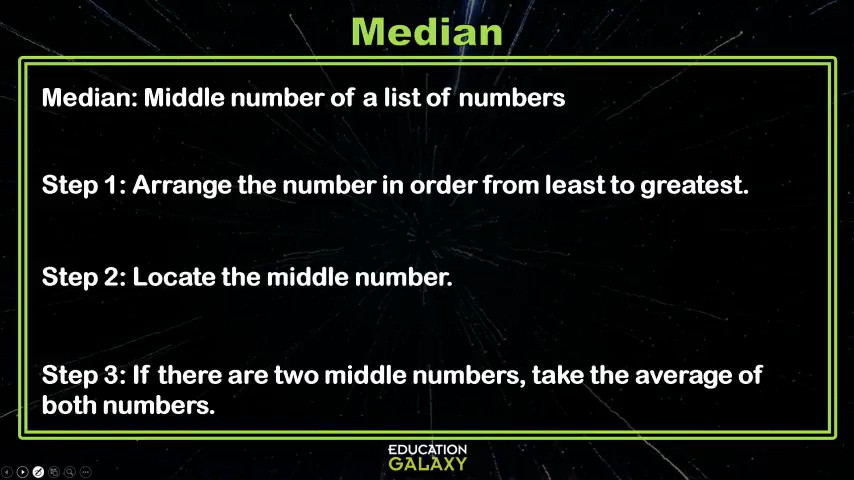 Median
Median: Middle number of a list of numbers
Step 1: Arrange the number in order from least to greatest.
Step 2: Locate the middle number.
Step 3: If there are two middle numbers, take the average of
both numbers.
EDUCATION
GALAXY